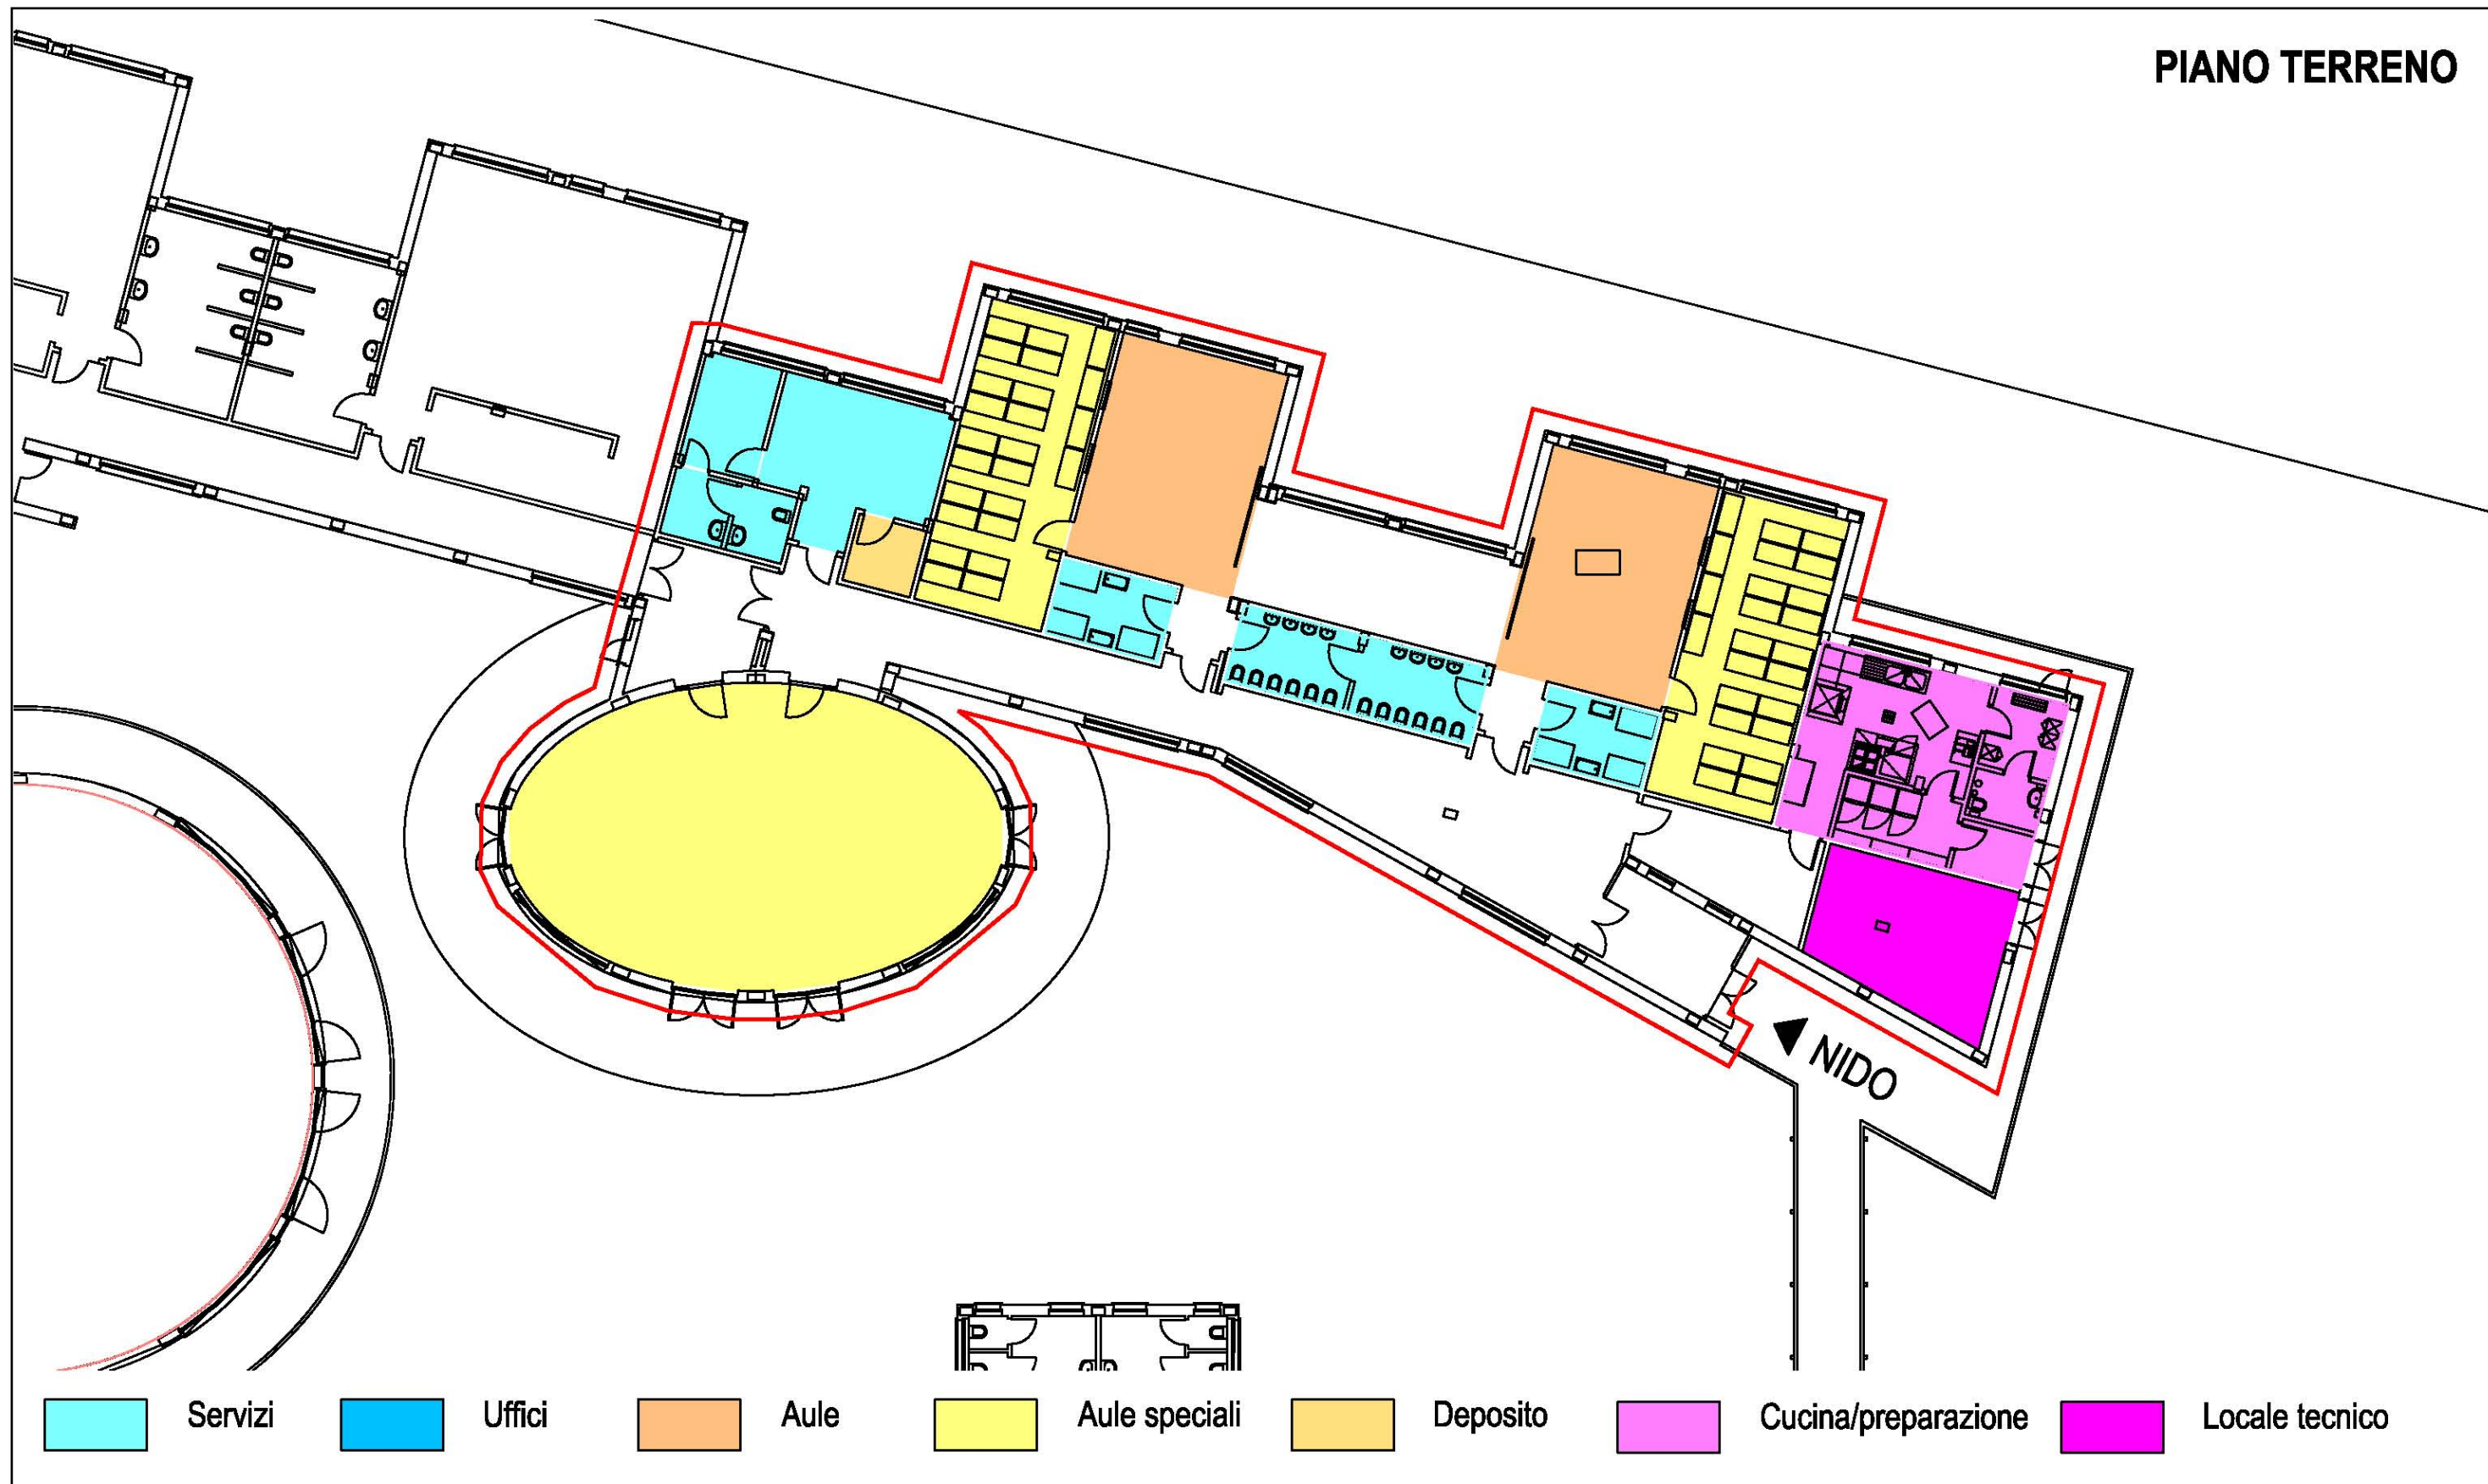 PIANO TERRENO
NIDO
Servizi
Uffici
Aule
Aule speciali
Deposito
Cucina/preparazione
Locale tecnico